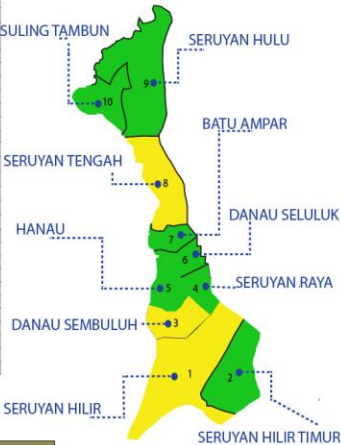 SULING TAMBUN
SERUYAN HULU
9
10
BATU AMPAR
SERUYAN TENGAH
8
DANAU SELULUK
HANAU
7
6
SERUYAN RAYA
5
4
DANAU SEMBULUH
3
1
2
SERUYAN HILIR
SERUYAN HILIR TIMUR